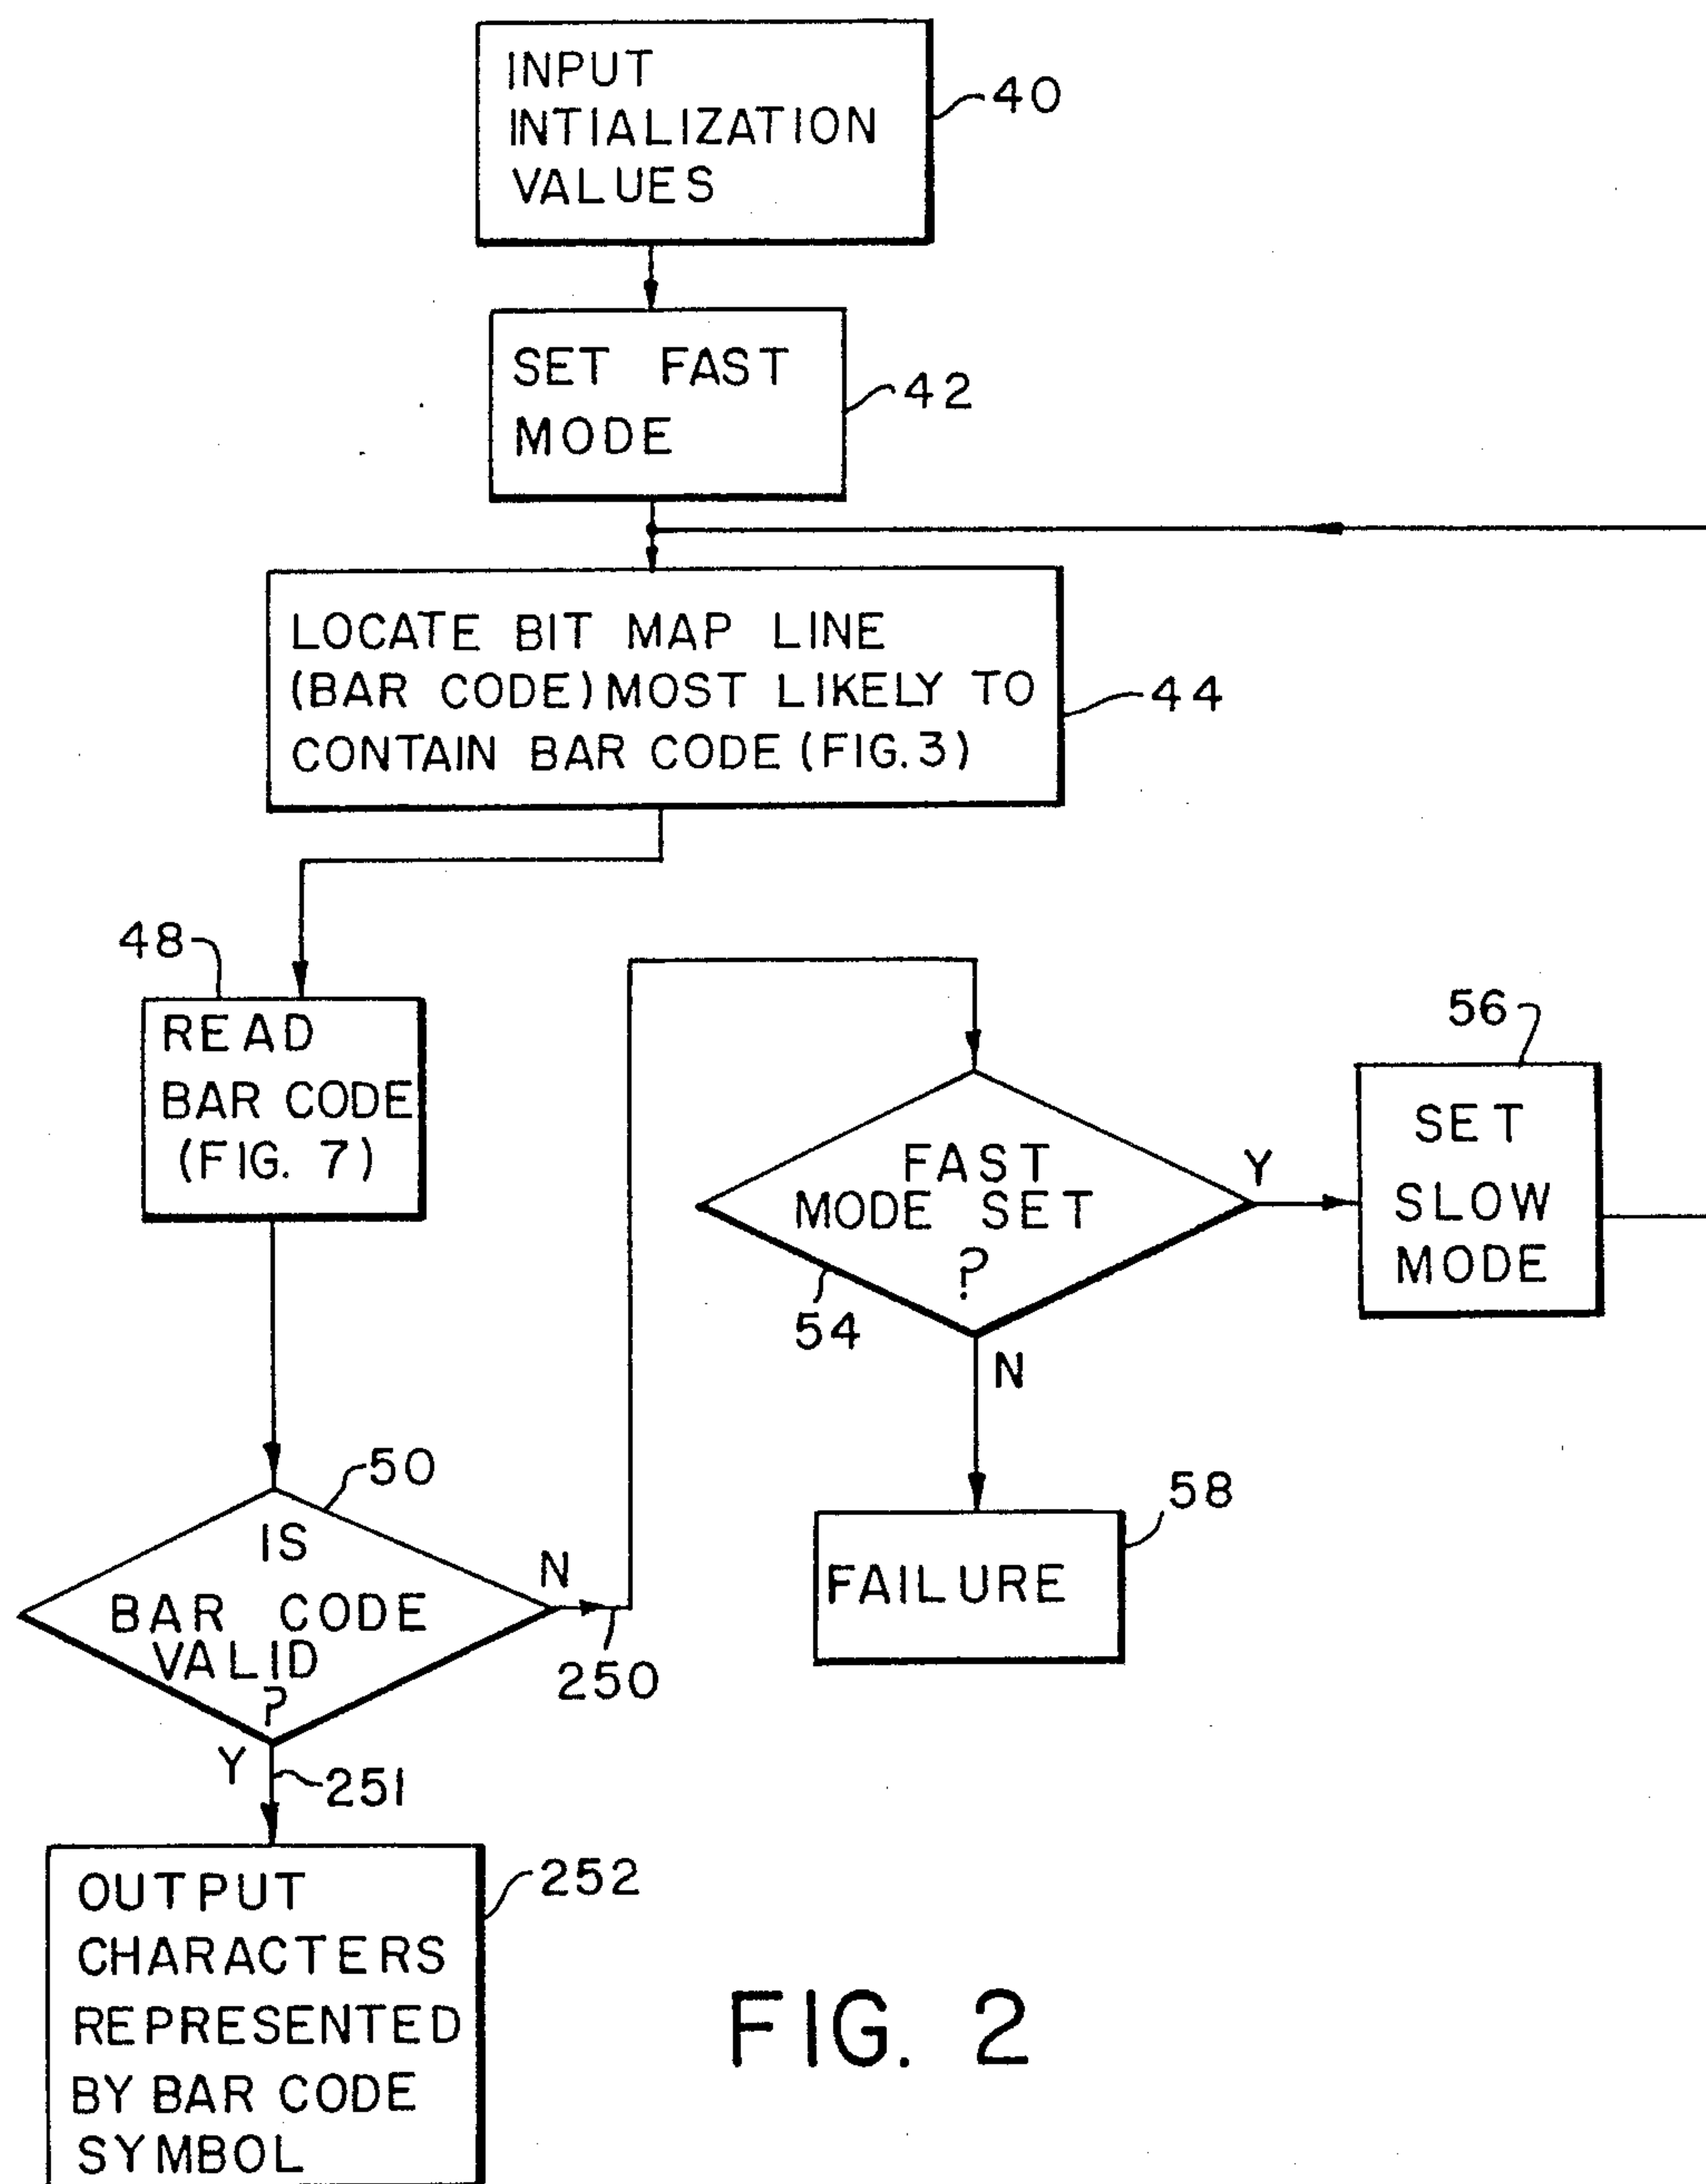 INPUT
INTIALIZATION
VALUES
40
SET FAST
MODE
42
LOCATE BIT MAP LINE
(BAR CODE) MOST LIKELY TO
CONTAIN BAR CODE (FIG. 3)
44
48
READ
BAR CODE
(FIG. 7)
FAST
MODE SET
?
54
Y
N
56
SET
SLOW
MODE
58
FAILURE
50
IS
BAR CODE
VALID
?
N
250
Y
251
252
OUTPUT
CHARACTERS
REPRESENTED
BY BAR CODE
SYMBOL
FIG. 2